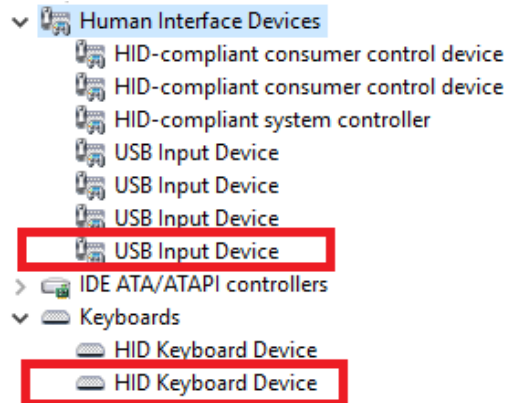 Human Interface Devices
HID-compliant consumer control device
HID-compliant consumer control device
HID-compliant system controller
USB Input Device
USB Input Device
USB Input Device
USB Input Device
IDE ATA/ATAPI controllers
Keyboards
HID Keyboard Device
HID Keyboard Device